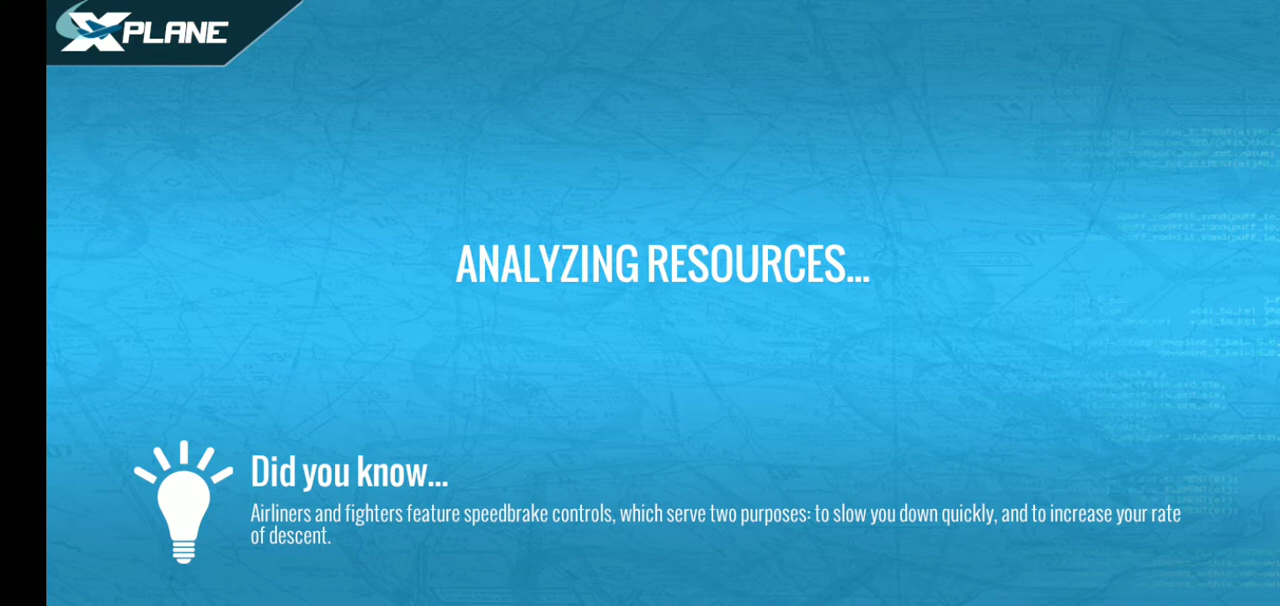 X PLANE
ANALYZING RESOURCES...
Did you know...
Airliners and fighters feature speedbrake controls, which serve two purposes: to slow you down quickly, and to increase your rate
of descent.